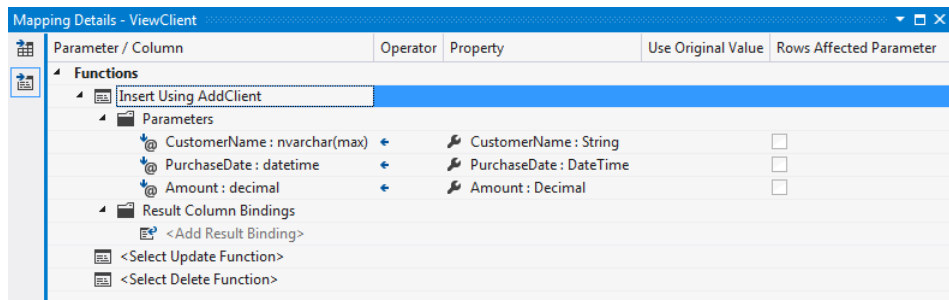 Mapping Details - ViewClient
Parameter / Column Operator Property Use Original Value Rows Affected Parameter
Functions
Insert Using AddClient
Parameters
CustomerName : nvarchar(max) CustomerName : String
PurchaseDate : datetime PurchaseDate : DateTime
Amount : decimal Amount : Decimal
Result Column Bindings
<Add Result Binding>
<Select Update Function>
<Select Delete Function>